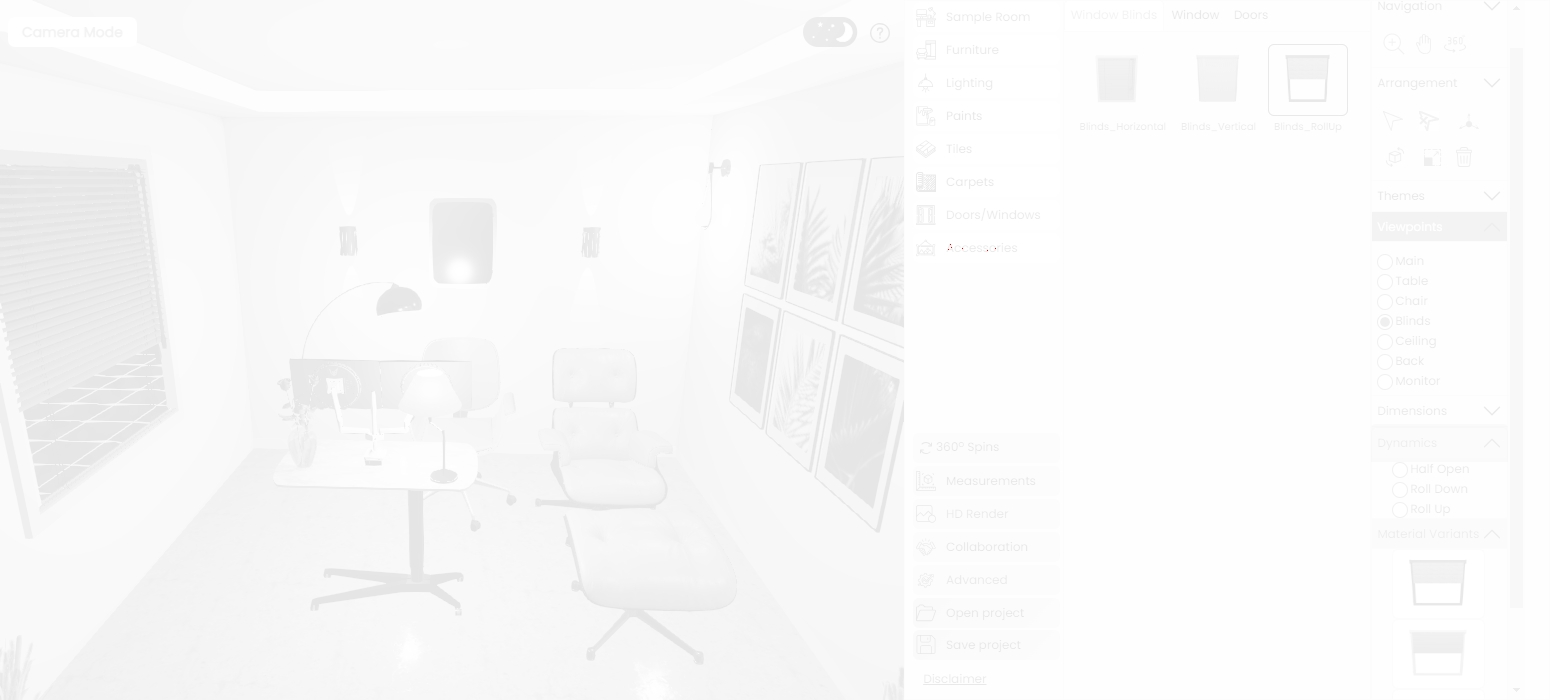 Camera Mode
Sample Room
Furniture
Lighting
Paints
Tiles
Carpets
Doors/Windows
Accessories
360° Spins
Measurements
HD Render
Collaboration
Advanced
Open project
Save project
Disclaimer
Window Blinds Window Doors
Blinds_Horizontal Blinds_Vertical Blinds_RollUp
Navigation
360
Arrangement
Themes
Viewpoints
Main
Table
Chair
Blinds
Ceiling
Back
Monitor
Dimensions
Dynamics
Half Open
Roll Down
Roll Up
Material Variants